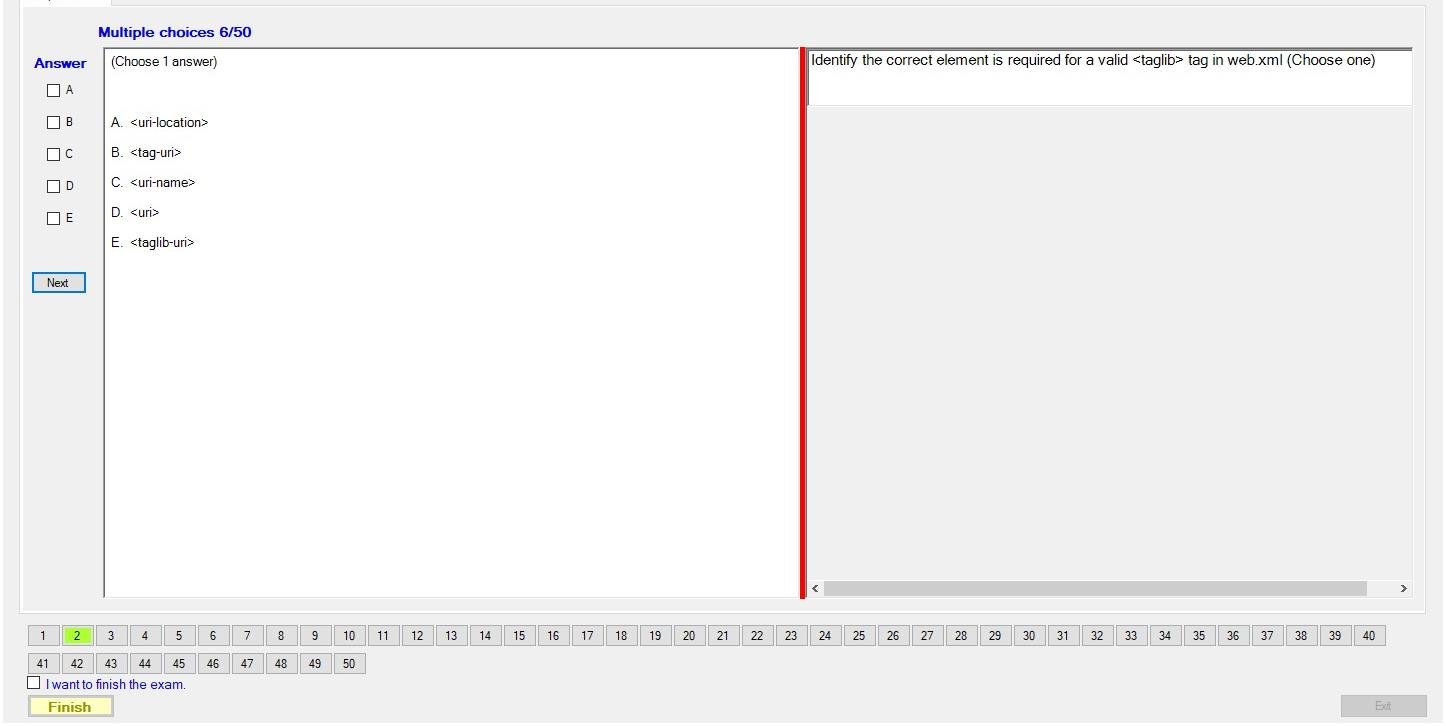 Multiple choices 6/50
Answer
(Choose 1 answer)
Identify the correct element is required for a valid <taglib> tag in web.xml (Choose one)
A
B
C
D
E
A. <uri-location>
B. <tag-uri>
C. <uri-name>
D. <uri>
E. <taglib-uri>
Next
1 2 3 4 5 6 7 8 9 10 11 12 13 14 15 16 17 18 19 20 21 22 23 24 25 26 27 28 29 30 31 32 33 34 35 36 37 38 39 40
41 42 43 44 45 46 47 48 49 50
I want to finish the exam.
Finish
Exit